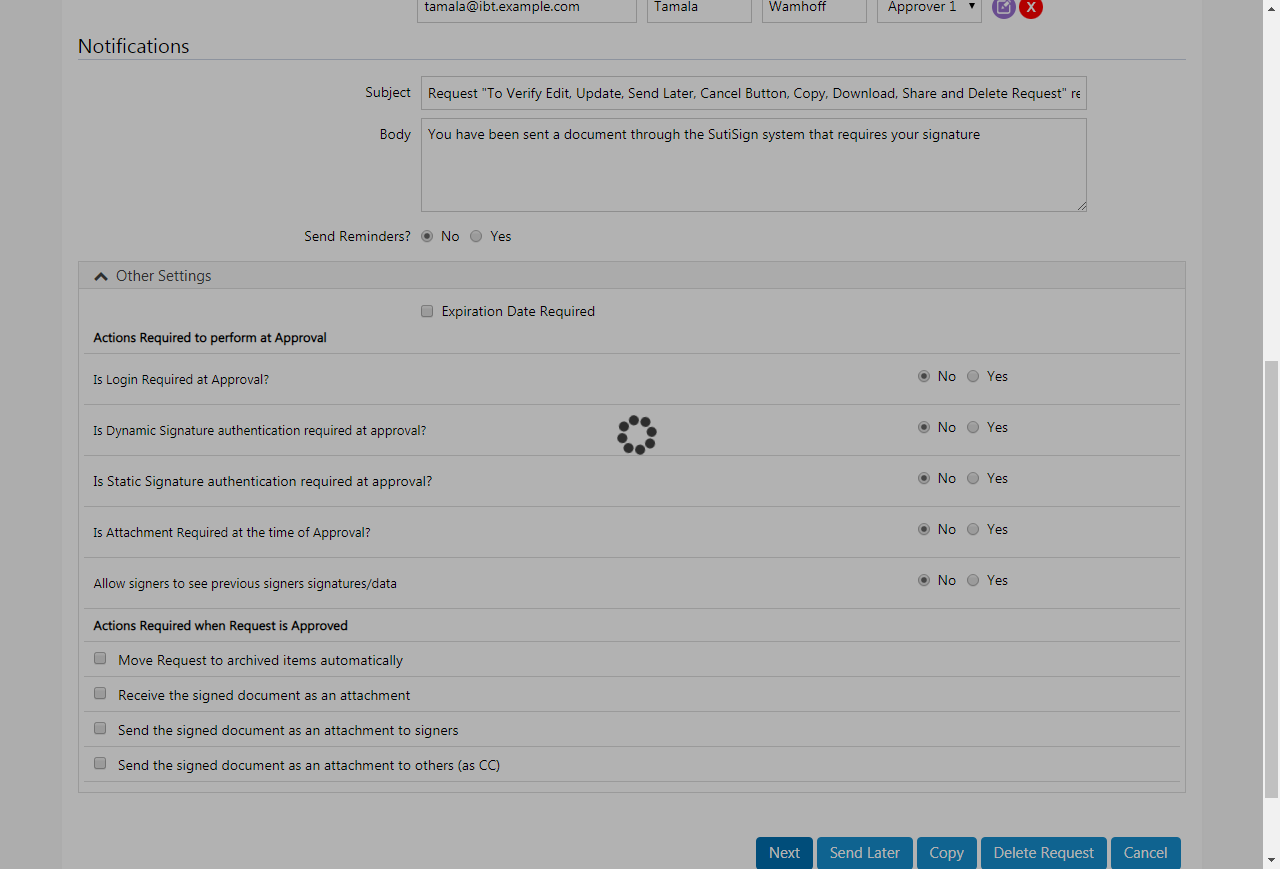 tamala@ibt.example.com Tamala Wamhoff Approver 1 X
Notifications
Subject Request "To Verify Edit, Update, Send Later, Cancel Button, Copy, Download, Share and Delete Request" re
Body You have been sent a document through the SutiSign system that requires your signature
Send Reminders? No Yes
Other Settings
Expiration Date Required
Actions Required to perform at Approval
Is Login Required at Approval? No Yes
Is Dynamic Signature authentication required at approval? No Yes
Is Static Signature authentication required at approval? No Yes
Is Attachment Required at the time of Approval? No Yes
Allow signers to see previous signers signatures/data No Yes
Actions Required when Request is Approved
Move Request to archived items automatically
Receive the signed document as an attachment
Send the signed document as an attachment to signers
Send the signed document as an attachment to others (as CC)
Next Send Later Copy Delete Request Cancel